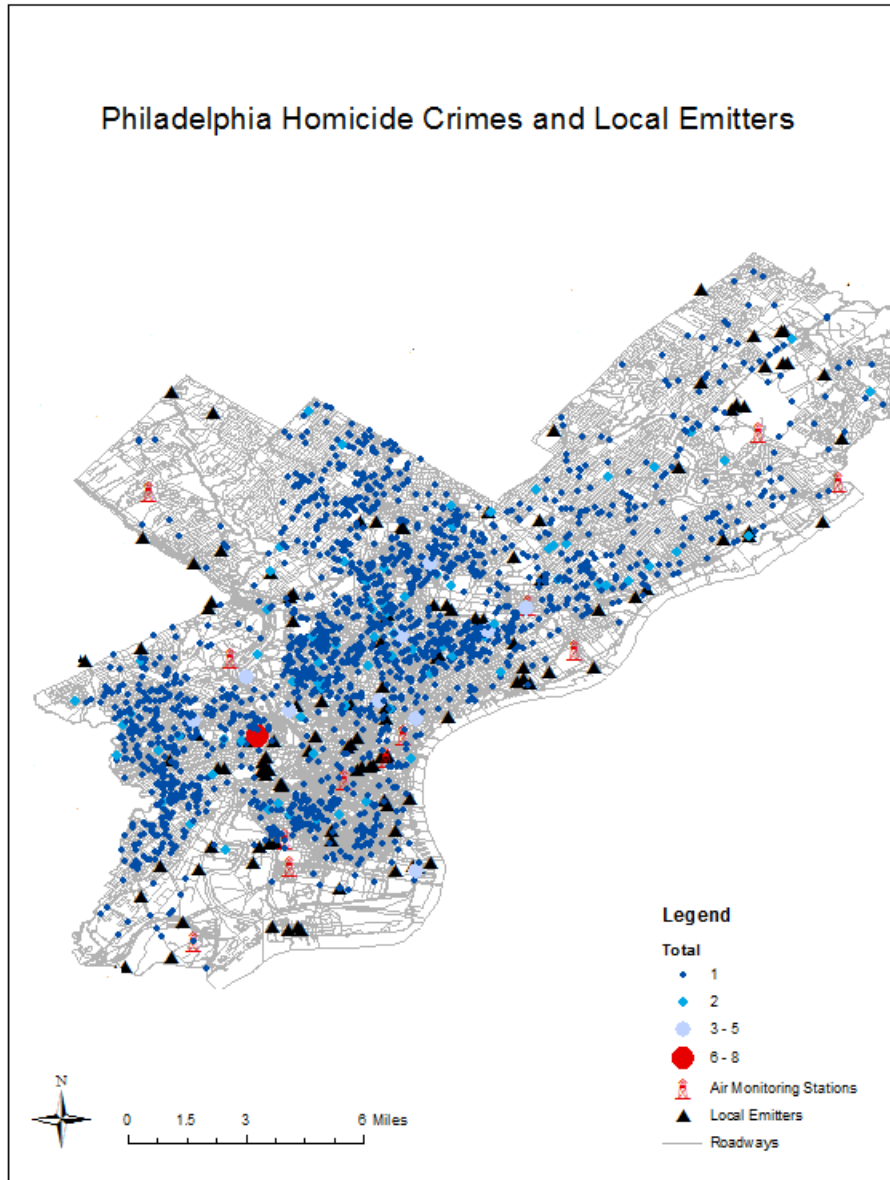 Philadelphia Homicide Crimes and Local Emitters
Legend
Total
1
2
3 - 5
6 - 8
Air Monitoring Stations
Local Emitters
Roadways
N
0 1.5 3 6 Miles